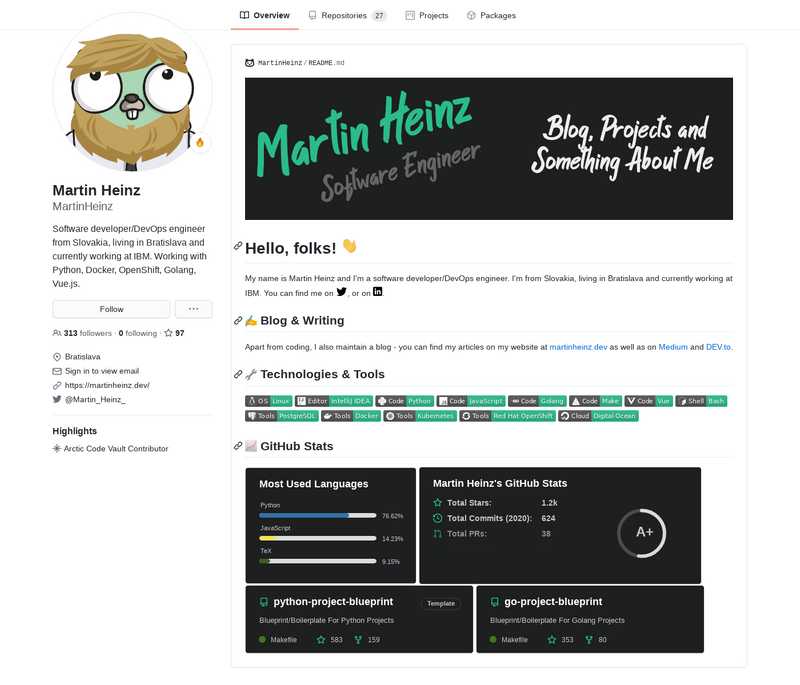 Overview Repositories 27 Projects Packages
MartinHeinz / README.md
Martin Heinz
Software Engineer
Blog, Projects and
Something About Me
Martin Heinz
MartinHeinz
Software developer/DevOps engineer
from Slovakia, living in Bratislava and
currently working at IBM. Working with
Python, Docker, OpenShift, Golang,
Vue.js.
Follow ...
313 followers · 0 following · 97
Bratislava
Sign in to view email
https://martinheinz.dev/
@Martin_Heinz_
Highlights
Arctic Code Vault Contributor
Hello, folks! 👋
My name is Martin Heinz and I'm a software developer/DevOps engineer. I'm from Slovakia, living in Bratislava and currently working at
IBM. You can find me on , or on .
✍ Blog & Writing
Apart from coding, I also maintain a blog - you can find my articles on my website at martinheinz.dev as well as on Medium and DEV.to.
🔧 Technologies & Tools
OS Linux Editor IntelliJ IDEA Code Python Code JavaScript Code Golang Code Make Code Vue Shell Bash
Tools PostgreSQL Tools Docker Tools Kubernetes Tools Red Hat OpenShift Cloud Digital Ocean
📈 GitHub Stats
Most Used Languages
Python
76.62%
JavaScript
14.23%
TeX
9.15%
Martin Heinz's GitHub Stats
Total Stars: 1.2k
Total Commits (2020): 624
Total PRs: 38
A+
python-project-blueprint Template
Blueprint/Boilerplate For Python Projects
Makefile 583 159
go-project-blueprint
Blueprint/Boilerplate For Golang Projects
Makefile 353 80